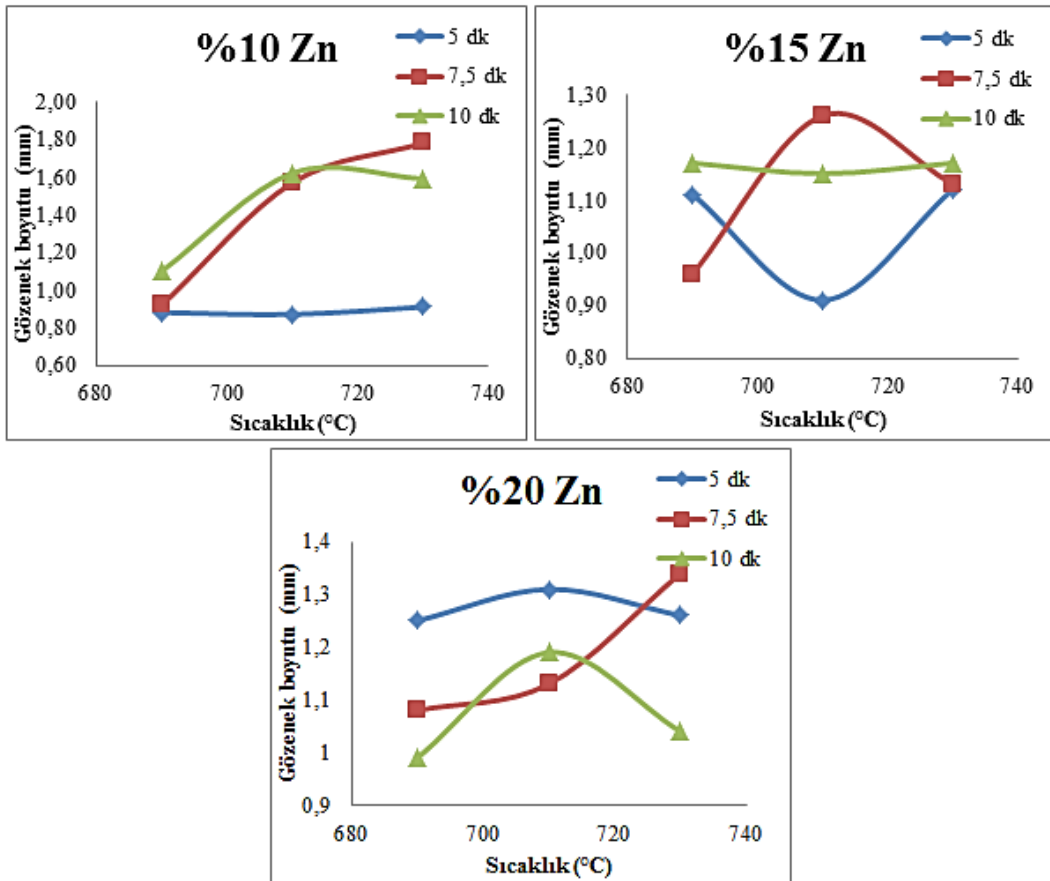 %10 Zn
5 dk
7,5 dk
10 dk
Gözenek boyutu (mm)
2,00
1,80
1,60
1,40
1,20
1,00
0,80
0,60
680
700
720
740
Sıcaklık (°C)
%15 Zn
5 dk
7,5 dk
10 dk
Gözenek boyutu (mm)
1,30
1,20
1,10
1,00
0,90
0,80
680
700
720
740
Sıcaklık (°C)
%20 Zn
5 dk
7,5 dk
10 dk
Gözenek boyutu (mm)
1,4
1,3
1,2
1,1
1
0,9
680
700
720
740
Sıcaklık (°C)